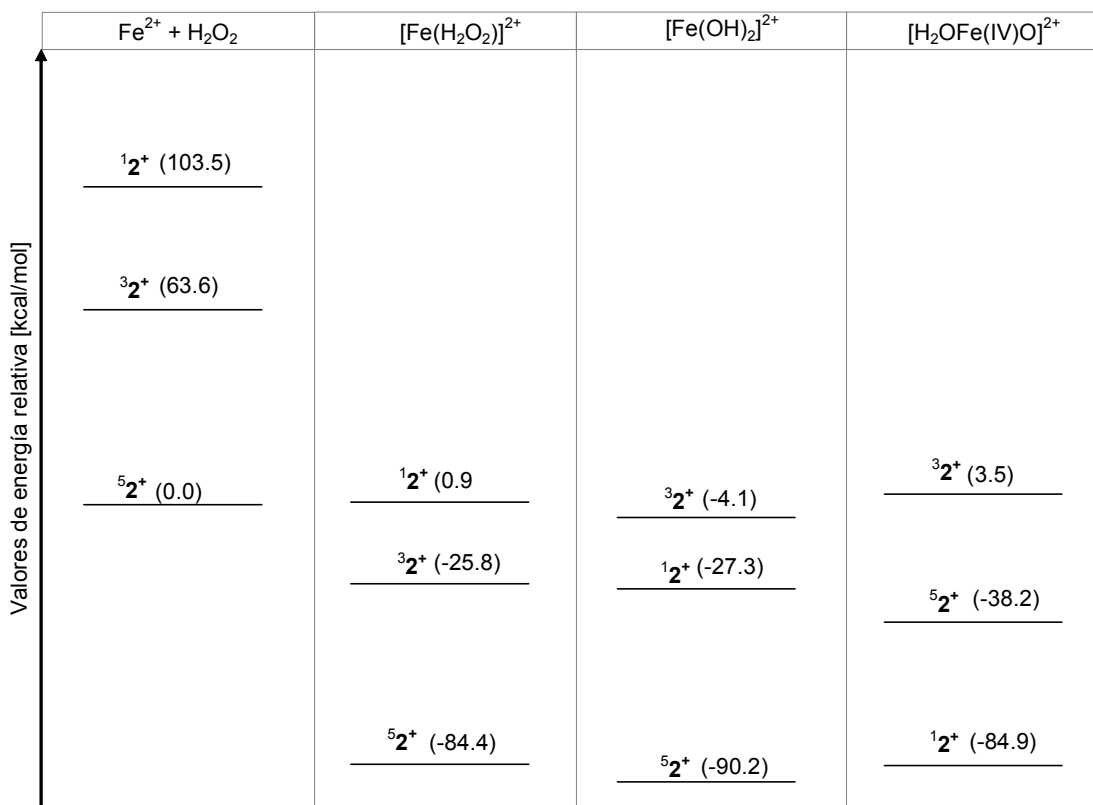 Fe²⁺ + H₂O₂
[Fe(H₂O₂)]²⁺
[Fe(OH)₂]²⁺
[H₂OFe(IV)O]²⁺
Valores de energía relativa [kcal/mol]
¹2⁺ (103.5)
³2⁺ (63.6)
⁵2⁺ (0.0)
¹2⁺ (0.9
³2⁺ (-25.8)
⁵2⁺ (-84.4)
³2⁺ (-4.1)
¹2⁺ (-27.3)
⁵2⁺ (-90.2)
³2⁺ (3.5)
⁵2⁺ (-38.2)
¹2⁺ (-84.9)